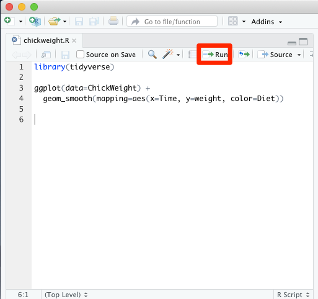 Go to file/function
Addins
chickweight.R
Source on Save
Run
Source
1 library(tidyverse)
2
3 ggplot(data=ChickWeight) +
4 geom_smooth(mapping=aes(x=Time, y=weight, color=Diet))
5
6
6:1
(Top Level)
R Script